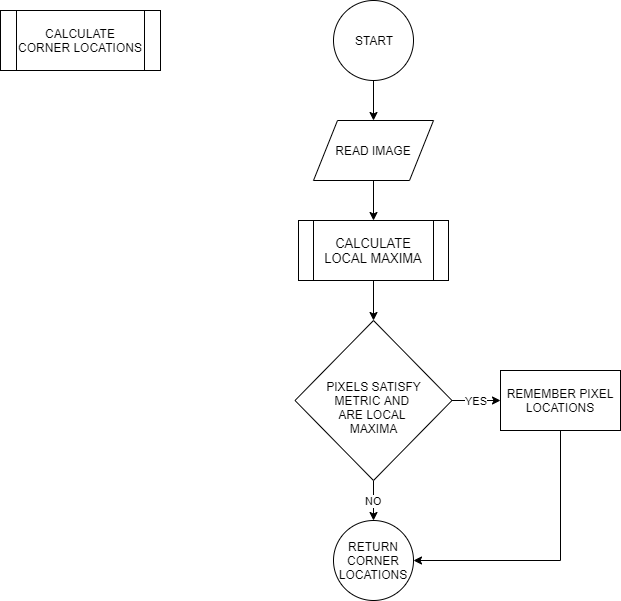 CALCULATE
CORNER LOCATIONS
START
READ IMAGE
CALCULATE
LOCAL MAXIMA
PIXELS SATISFY
METRIC AND
ARE LOCAL
MAXIMA
YES
REMEMBER PIXEL
LOCATIONS
NO
RETURN
CORNER
LOCATIONS